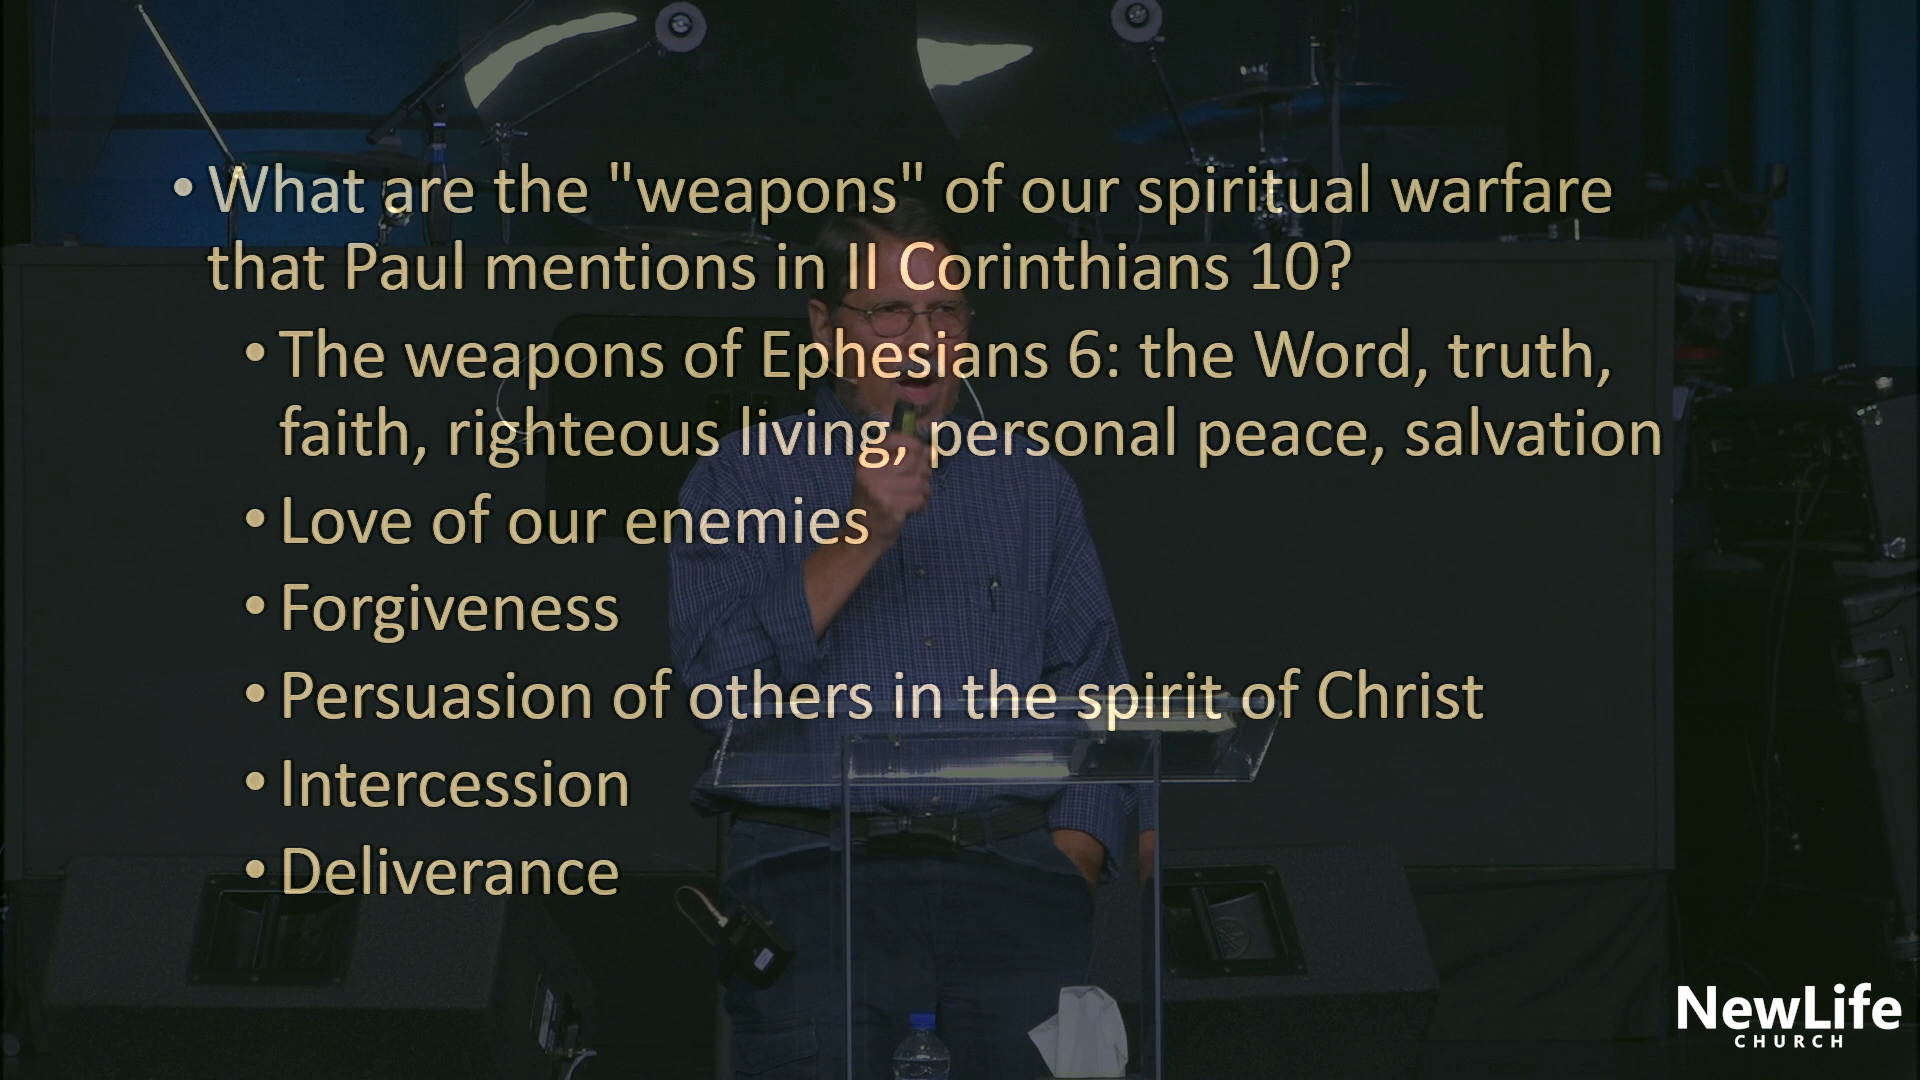 • What are the "weapons" of our spiritual warfare
that Paul mentions in II Corinthians 10?
• The weapons of Ephesians 6: the Word, truth,
faith, righteous living, personal peace, salvation
• Love of our enemies
• Forgiveness
• Persuasion of others in the spirit of Christ
• Intercession
• Deliverance
NewLife
CHURCH